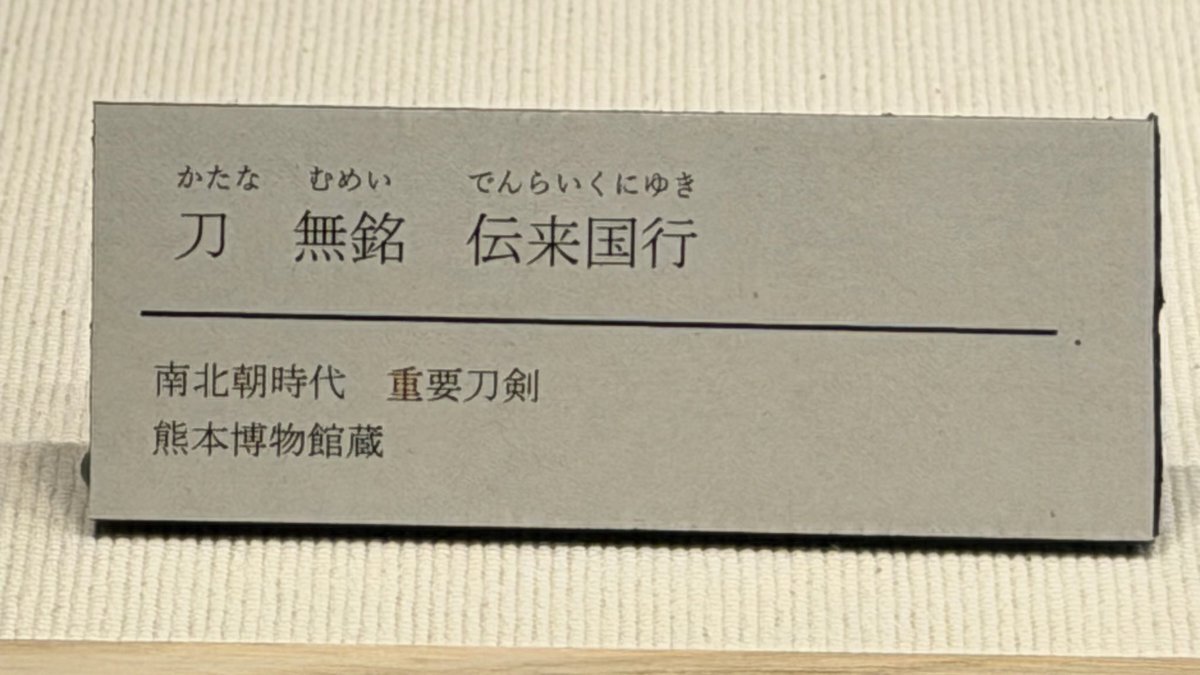 かたな　むめい　でんらいくにゆき
刀　無銘　伝来国行
南北朝時代　重要刀剣
熊本博物館蔵